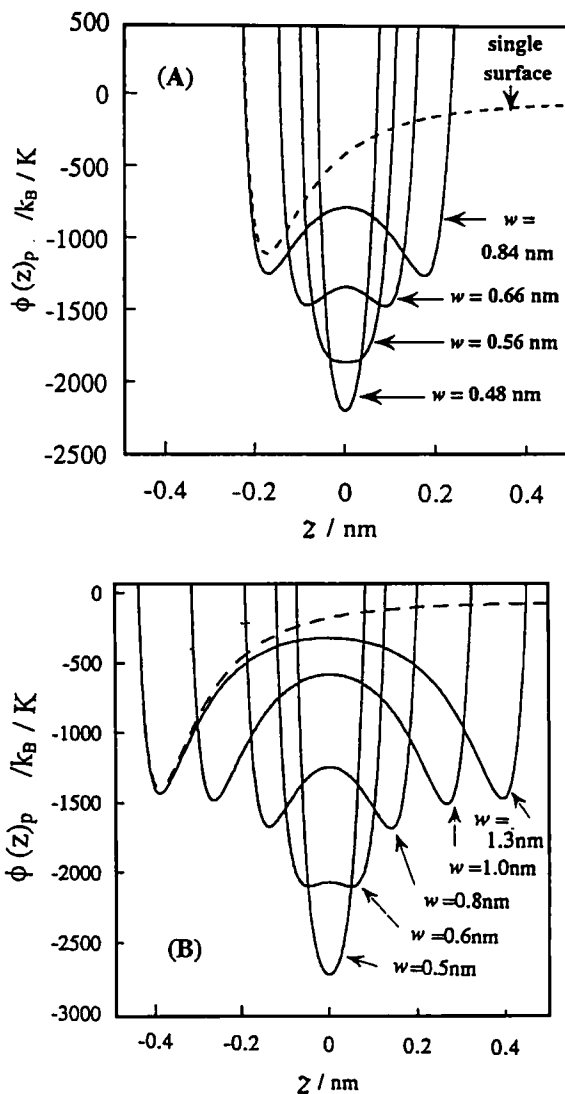 500
0
-500
-1000
-1500
-2000
-2500
ϕ (z)p /kB / K
(A)
single
surface
w =
0.84 nm
w = 0.66 nm
w = 0.56 nm
w = 0.48 nm
-0.4
-0.2
0
0.2
0.4
z / nm
0
-500
-1000
-1500
-2000
-2500
-3000
ϕ (z)p /kB / K
(B)
w =
1.3nm
w=1.0nm
w=0.8nm
w=0.6nm
w=0.5nm
-0.4
-0.2
0
0.2
0.4
z / nm